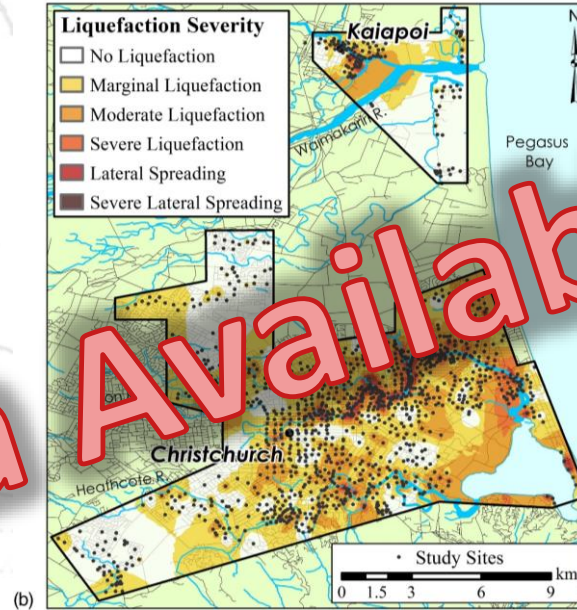 Liquefaction Severity
No Liquefaction
Marginal Liquefaction
Moderate Liquefaction
Severe Liquefaction
Lateral Spreading
Severe Lateral Spreading
Kaiapoi
N
Waimakariri R.
Pegasus
Bay
a Availab
Christchurch
Heathcote R.
Study Sites
km
0 1.5 3 6 9
(b)